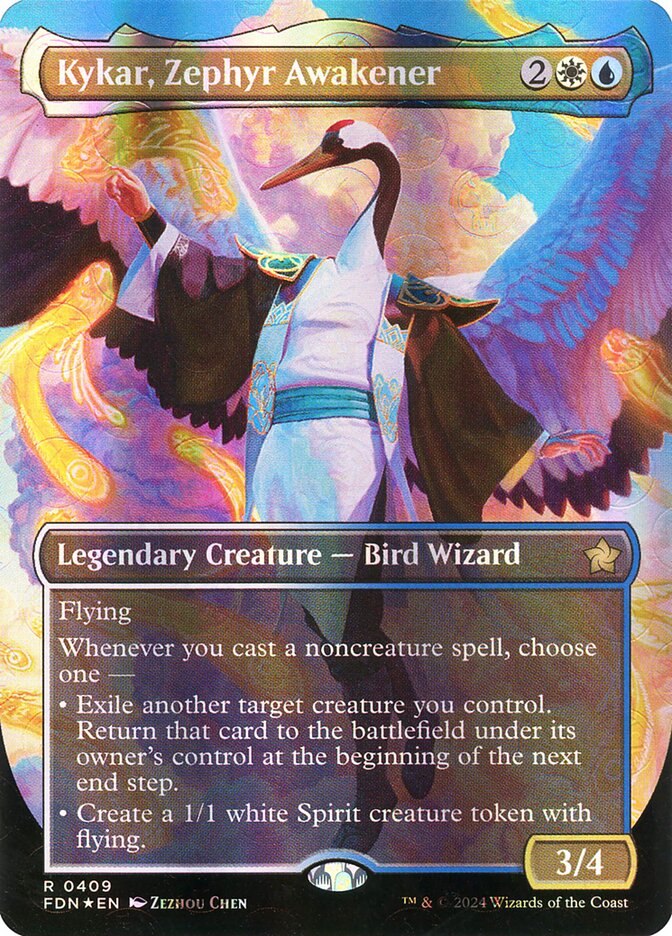 Kykar, Zephyr Awakener 2
Legendary Creature — Bird Wizard
Flying
Whenever you cast a noncreature spell, choose
one —
• Exile another target creature you control.
Return that card to the battlefield under its
owner's control at the beginning of the next
end step.
• Create a 1/1 white Spirit creature token with
flying.
3/4
R 0409
FDN★EN Zezhou Chen ™ & © 2024 Wizards of the Coast